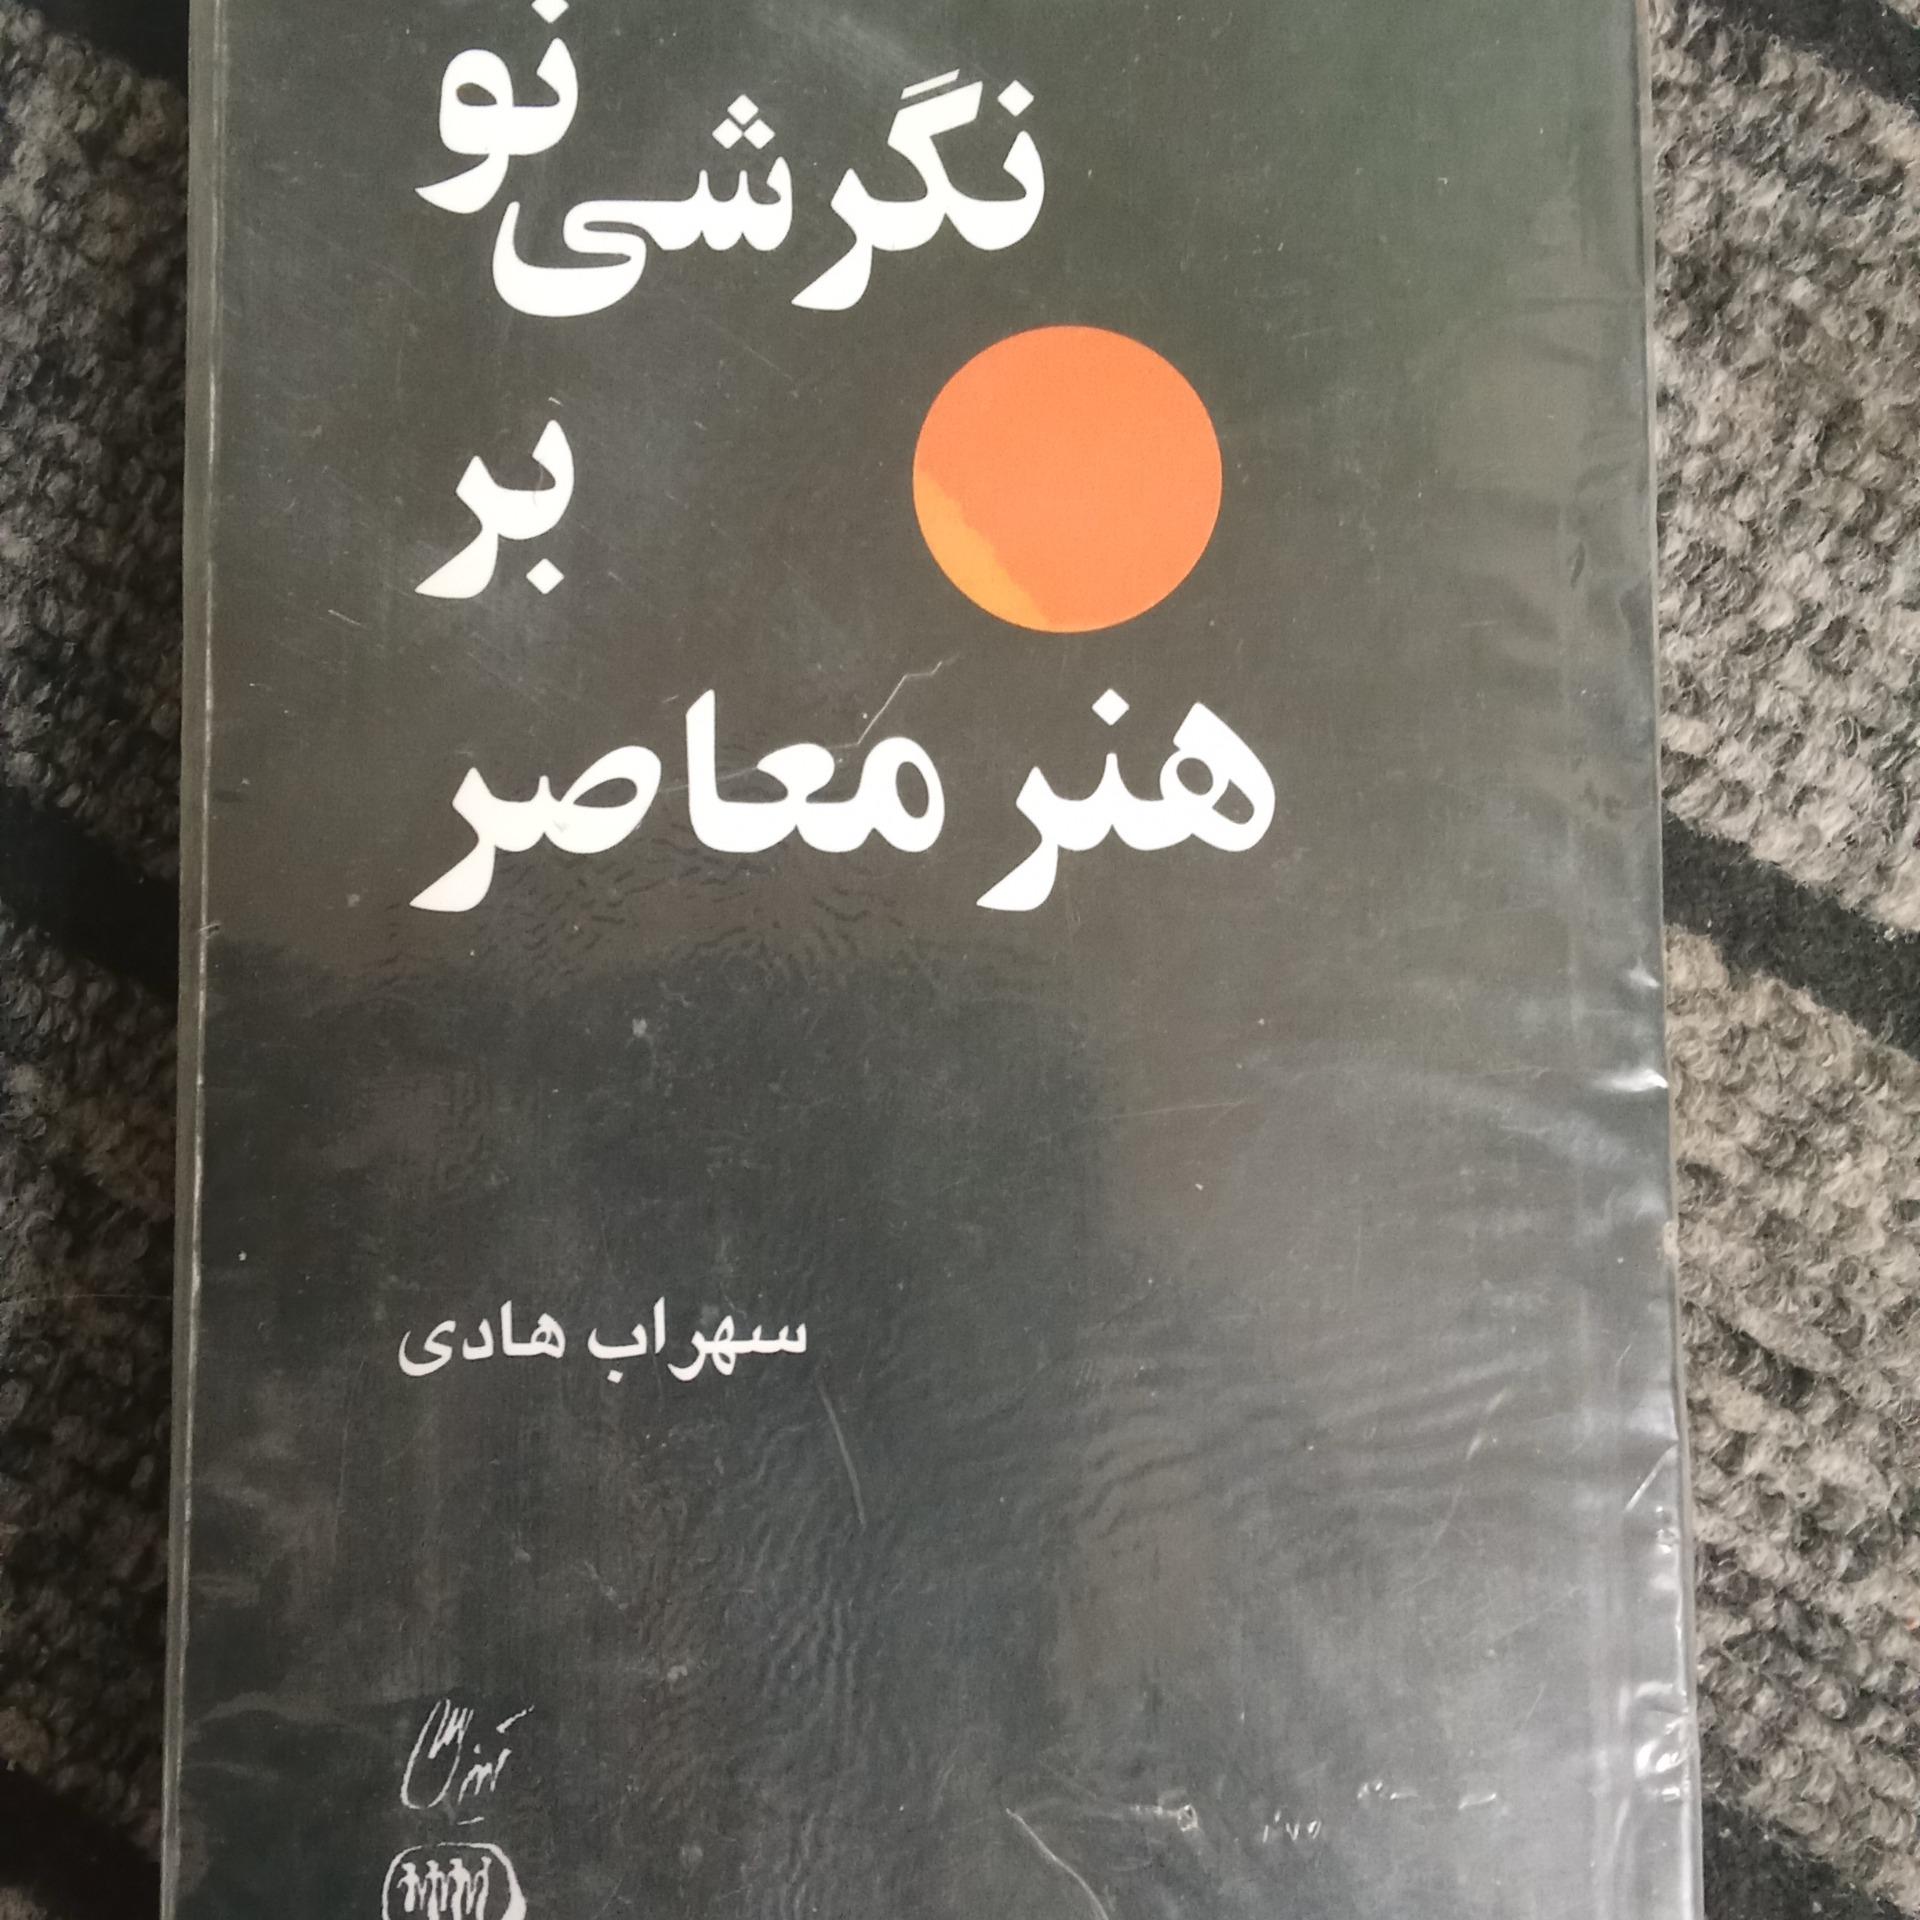 نگرشی نو
بر
هنر معاصر
سهراب هادی